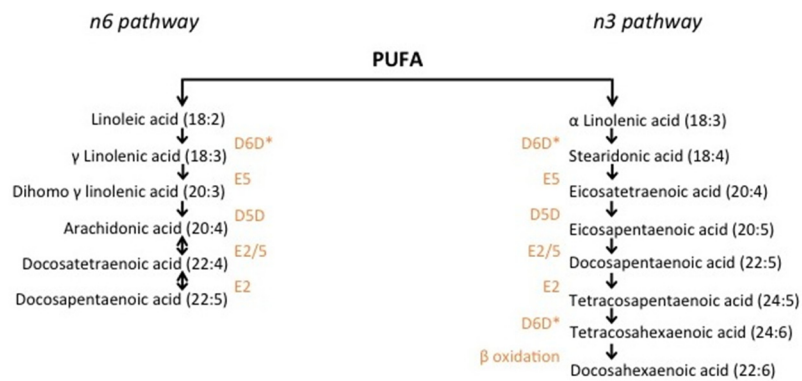 n6 pathway
n3 pathway
PUFA
Linoleic acid (18:2)
D6D*
γ Linolenic acid (18:3)
E5
Dihomo γ linolenic acid (20:3)
D5D
Arachidonic acid (20:4)
E2/5
Docosatetraenoic acid (22:4)
E2
Docosapentaenoic acid (22:5)
α Linolenic acid (18:3)
D6D*
Stearidonic acid (18:4)
E5
Eicosatetraenoic acid (20:4)
D5D
Eicosapentaenoic acid (20:5)
E2/5
Docosapentaenoic acid (22:5)
E2
Tetracosapentaenoic acid (24:5)
D6D*
Tetracosahexaenoic acid (24:6)
β oxidation
Docosahexaenoic acid (22:6)